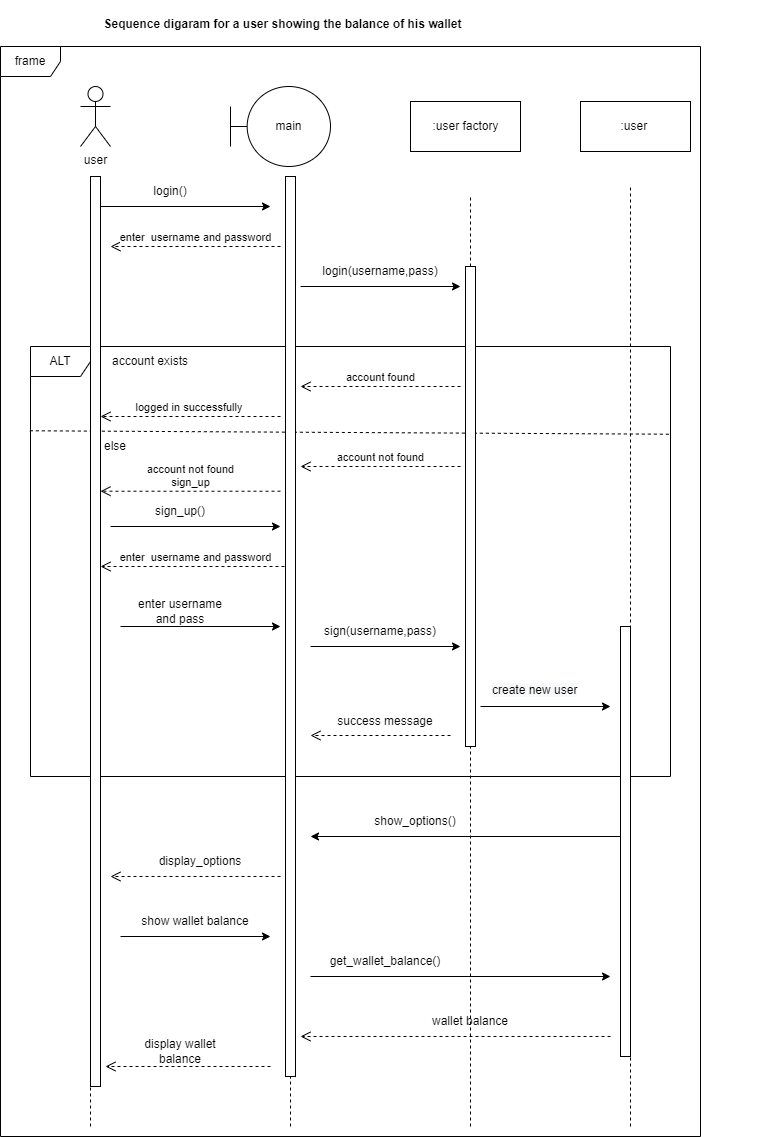 Sequence digaram for a user showing the balance of his wallet
frame
user
main
:user factory
:user
login()
enter username and password
login(username,pass)
ALT
account exists
account found
logged in successfully
else
account not found
account not found
sign_up
sign_up()
enter username and password
enter username
and pass
sign(username,pass)
create new user
success message
show_options()
display_options
show wallet balance
get_wallet_balance()
wallet balance
display wallet
balance